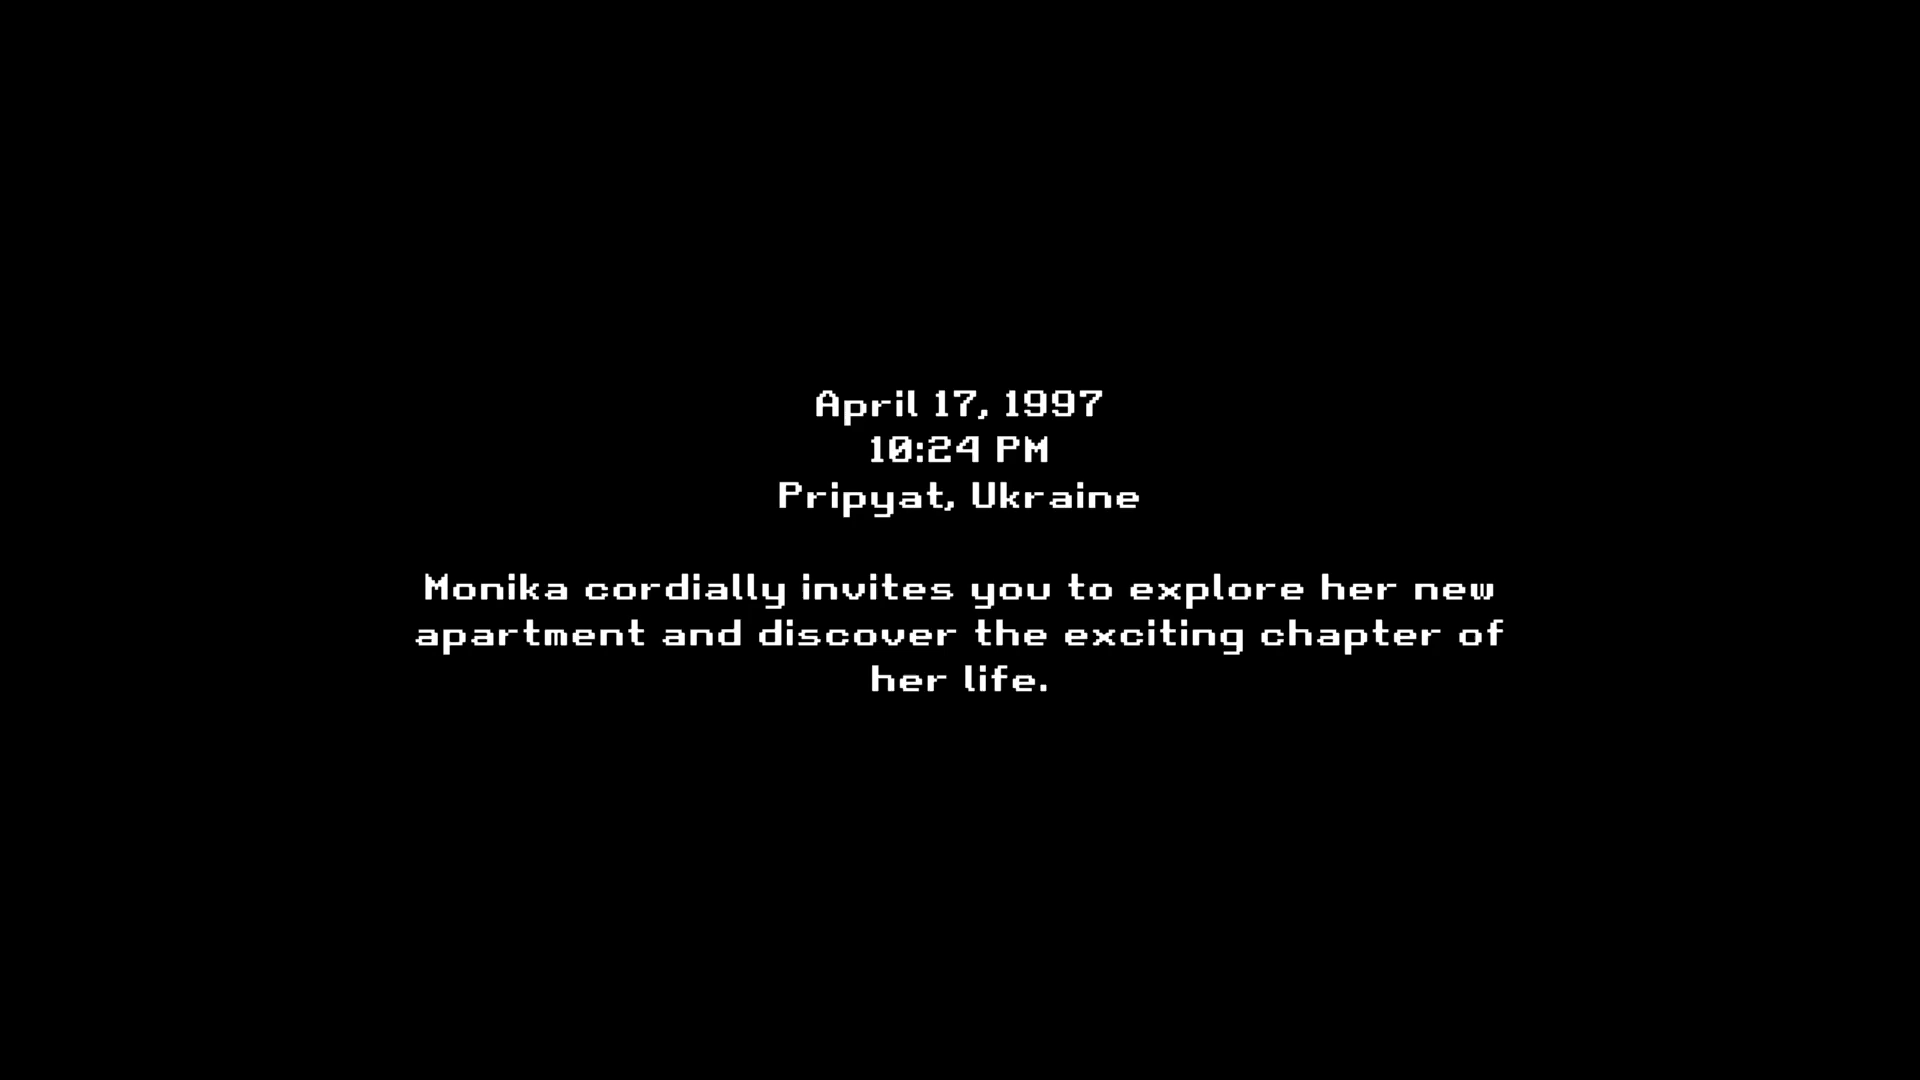 April 17, 1997
10:24 PM
Pripyat, Ukraine
Monika cordially invites you to explore her new
apartment and discover the exciting chapter of
her life.